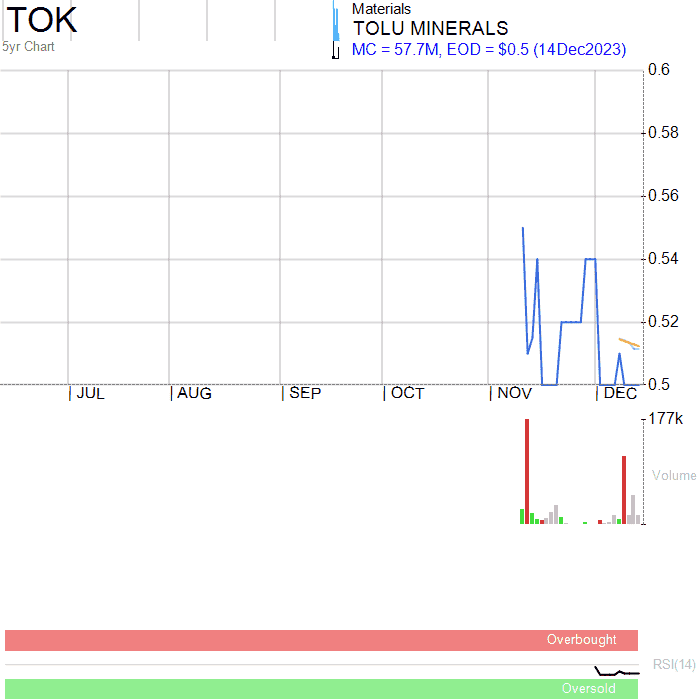 TOK
5yr Chart
Materials
TOLU MINERALS
MC = 57.7M, EOD = $0.5 (14Dec2023)
0.6
0.58
0.56
0.54
0.52
0.5
JUL AUG SEP OCT NOV DEC
177k
Volume
Overbought
RSI(14)
Oversold